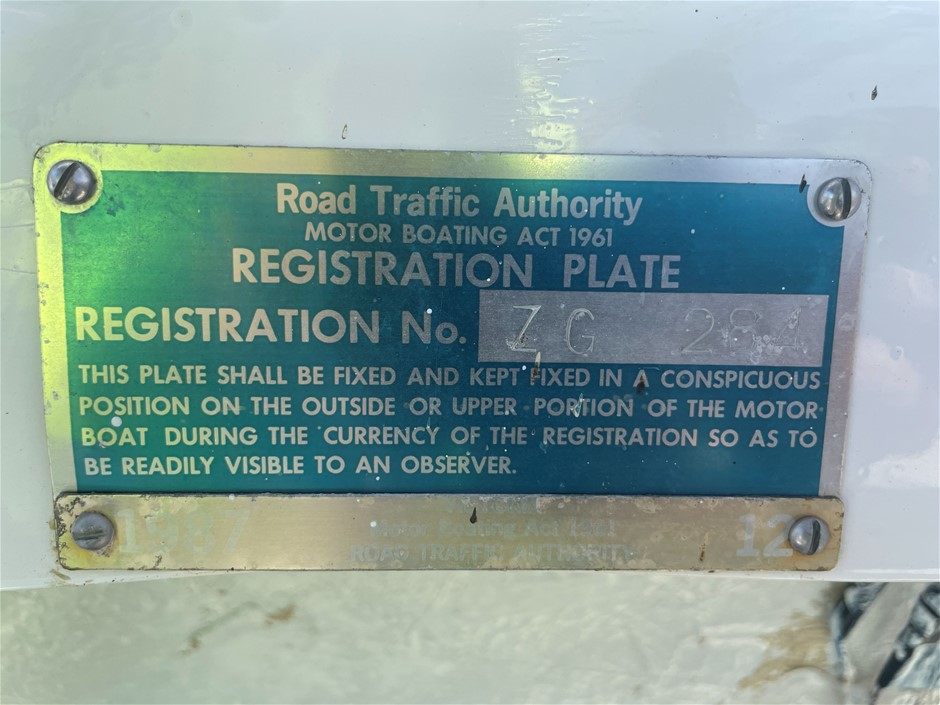 Road Traffic Authority
MOTOR BOATING ACT 1961
REGISTRATION PLATE
REGISTRATION No. ZG 284
THIS PLATE SHALL BE FIXED AND KEPT FIXED IN A CONSPICUOUS
POSITION ON THE OUTSIDE OR UPPER PORTION OF THE MOTOR
BOAT DURING THE CURRENCY OF THE REGISTRATION SO AS TO
BE READILY VISIBLE TO AN OBSERVER.
1987 Motor Boating Act 1961 12
ROAD TRAFFIC AUTHORITY